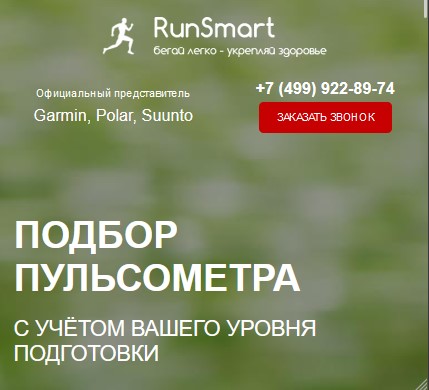 RunSmart
бегай легко - укрепляй здоровье
Официальный представитель
Garmin, Polar, Suunto
+7 (499) 922-89-74
ЗАКАЗАТЬ ЗВОНОК
ПОДБОР
ПУЛЬСОМЕТРА
С УЧЁТОМ ВАШЕГО УРОВНЯ
ПОДГОТОВКИ